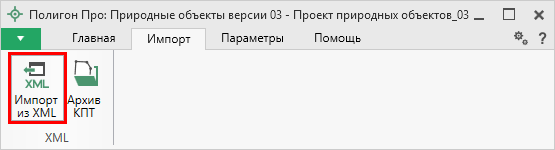 Полигон Про: Природные объекты версии 03 - Проект природных объектов_03
Главная Импорт Параметры Помощь
?
XML
Импорт из XML
Архив КПТ
XML